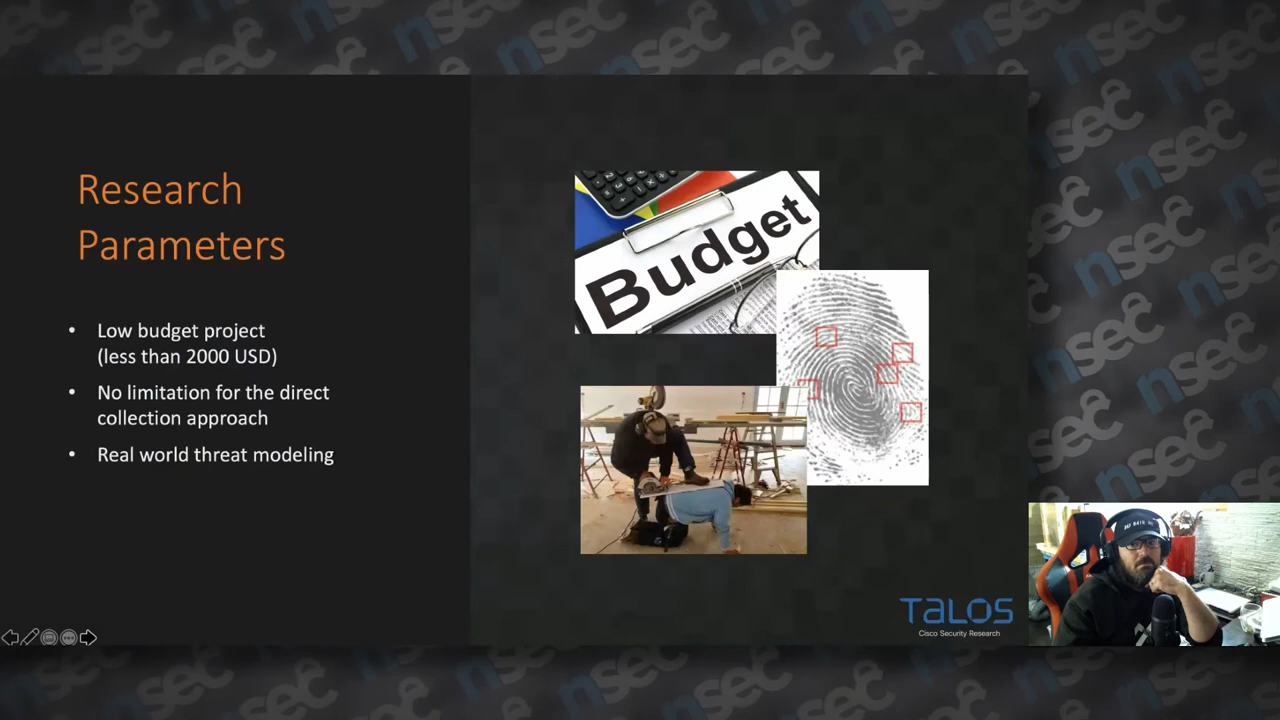 Research
Parameters
• Low budget project
(less than 2000 USD)
• No limitation for the direct
collection approach
• Real world threat modeling
Budget
TALOS
Cisco Security Research
nsec